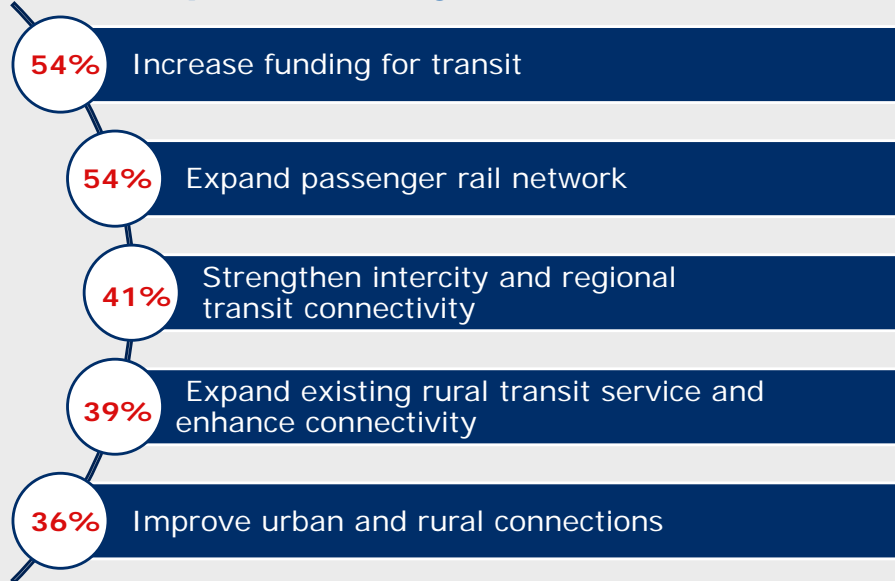 54% Increase funding for transit
54% Expand passenger rail network
41% Strengthen intercity and regional
transit connectivity
39% Expand existing rural transit service and
enhance connectivity
36% Improve urban and rural connections